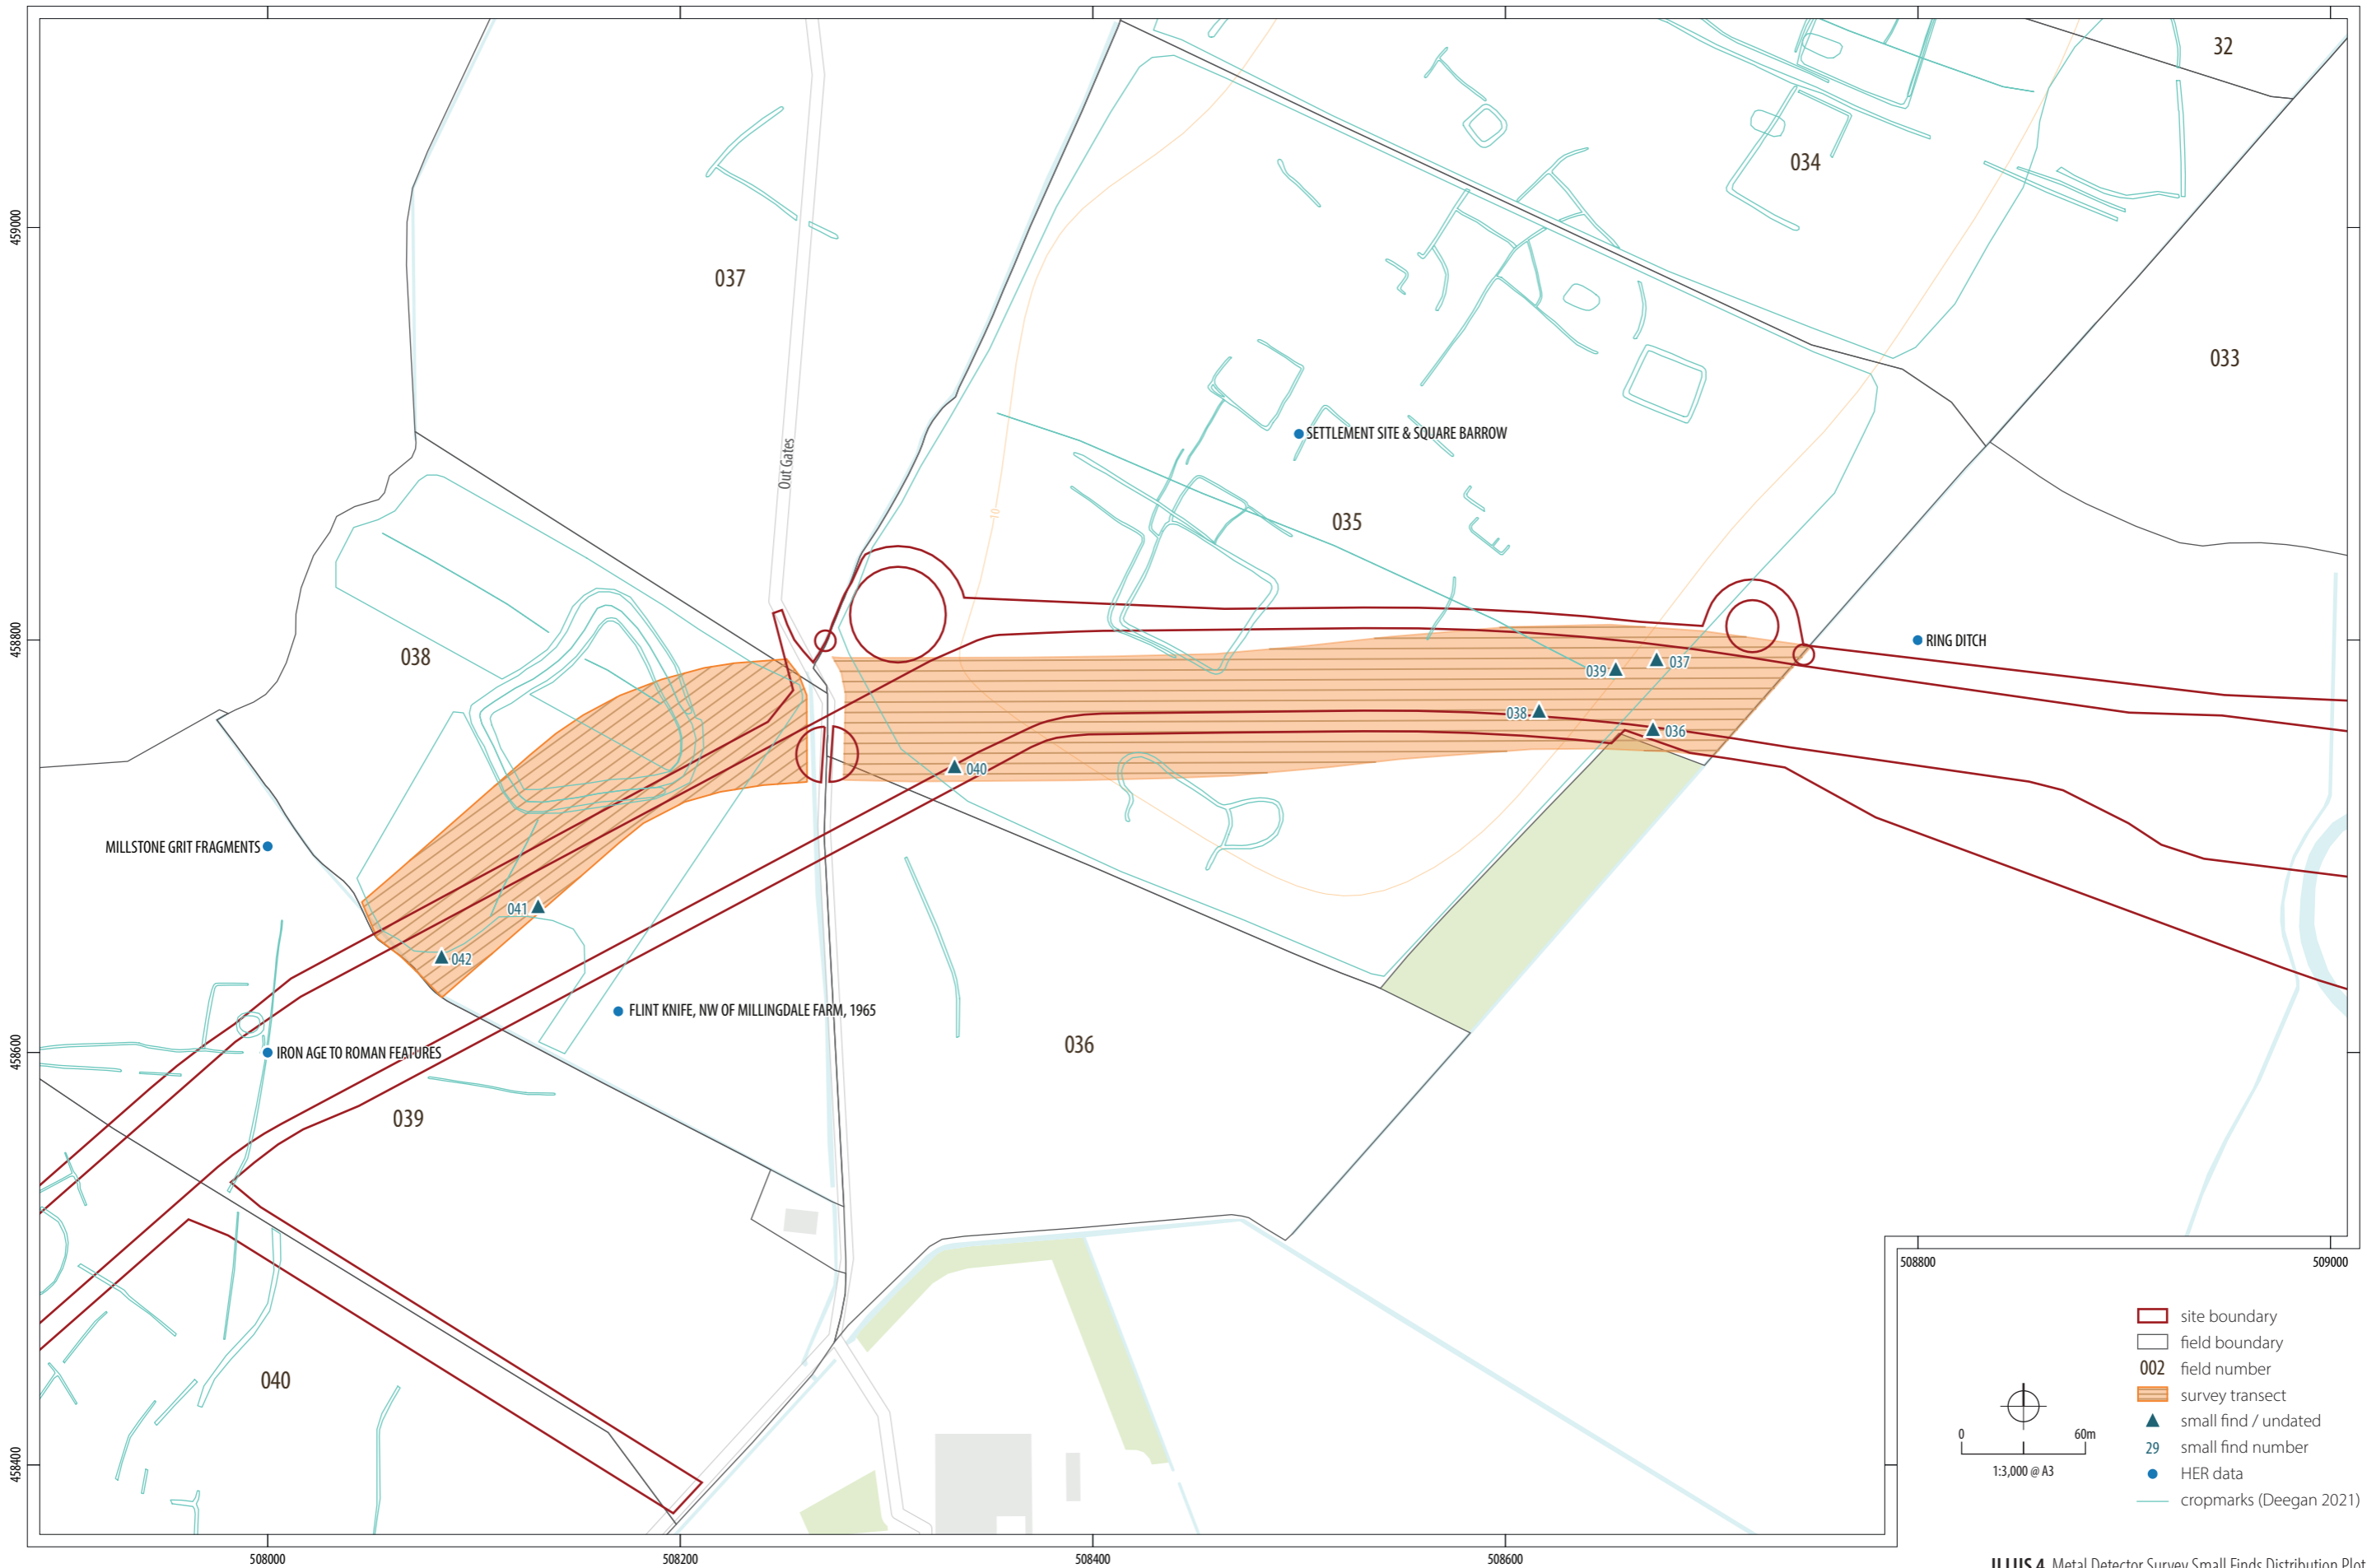 32
034
459000
037
033
Out Gates
SETTLEMENT SITE & SQUARE BARROW
10
035
458800
038
RING DITCH
039
037
038
036
040
MILLSTONE GRIT FRAGMENTS
041
042
FLINT KNIFE, NW OF MILLINGDALE FARM, 1965
458600
IRON AGE TO ROMAN FEATURES
036
039
508800
509000
site boundary
field boundary
002 field number
survey transect
small find / undated
29 small find number
HER data
cropmarks (Deegan 2021)
0 60m
1:3,000 @ A3
040
458400
508000
508200
508400
508600
ILLUS 4 Metal Detector Survey Small Finds Distribution Plot